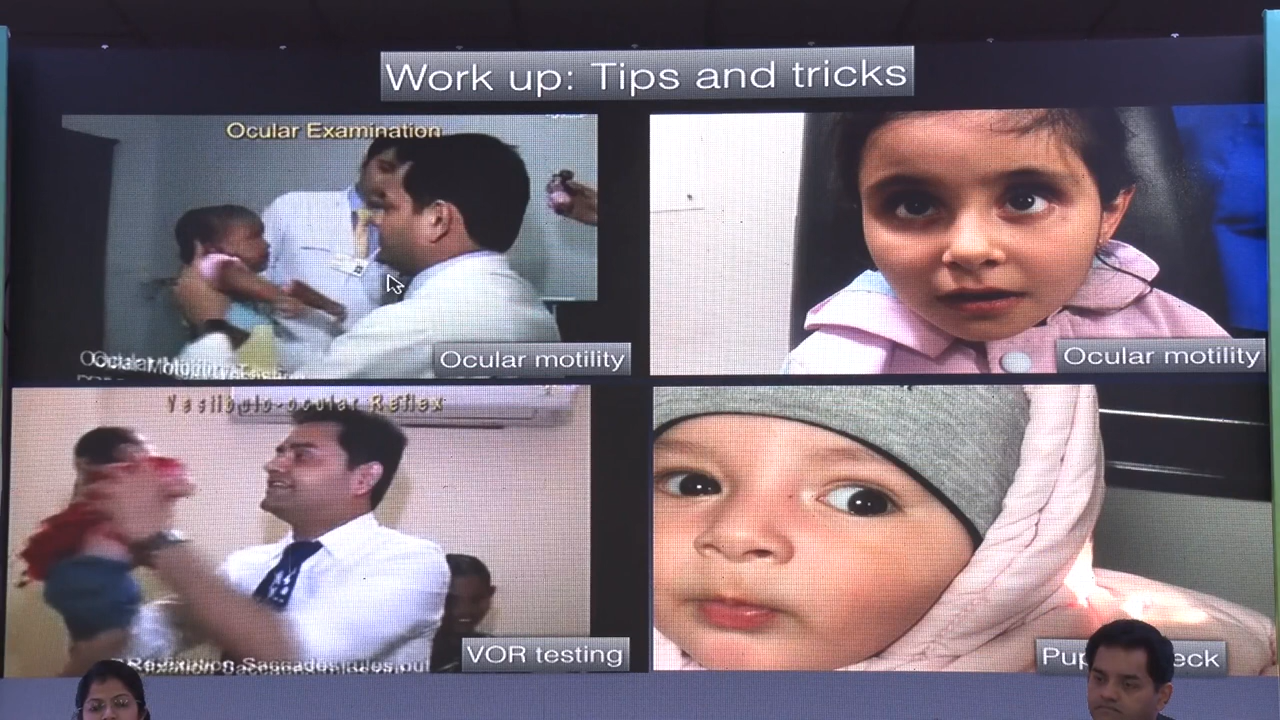 Work up: Tips and tricks
Ocular Examination
Ocular motility
Ocular motility
Vestibulo-ocular Reflex
VOR testing